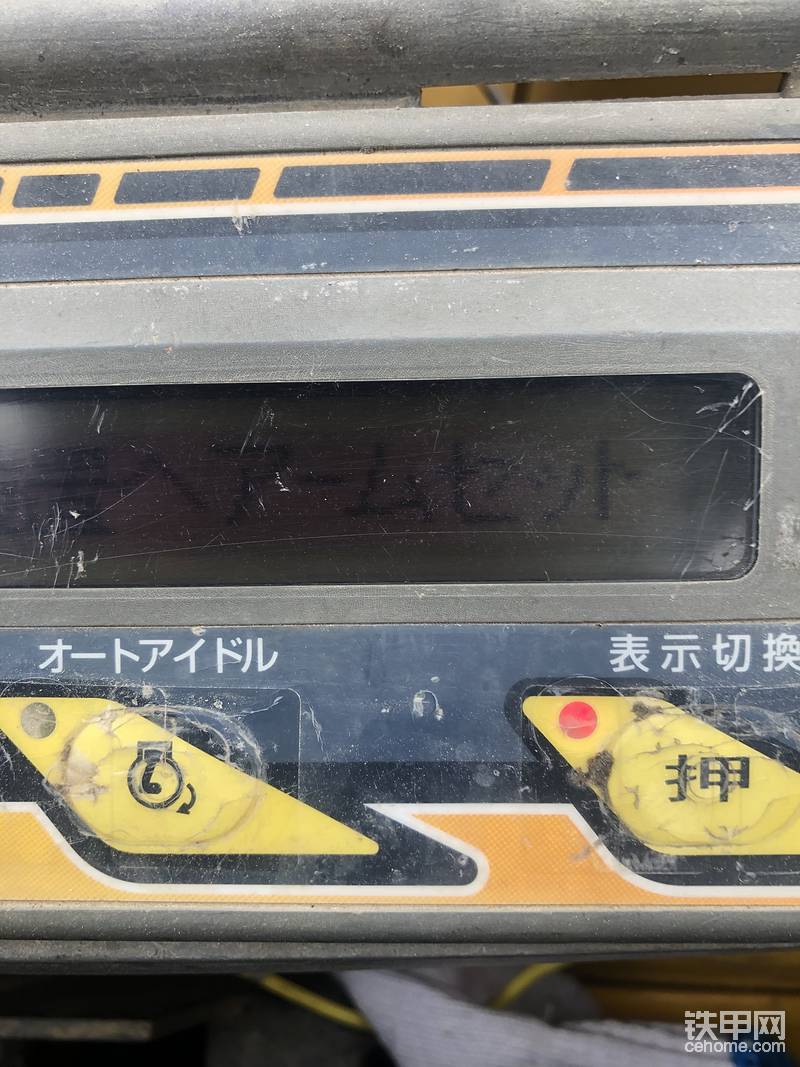 へアームセット
オートアイドル
表示切換
押
铁甲网
cehome.com